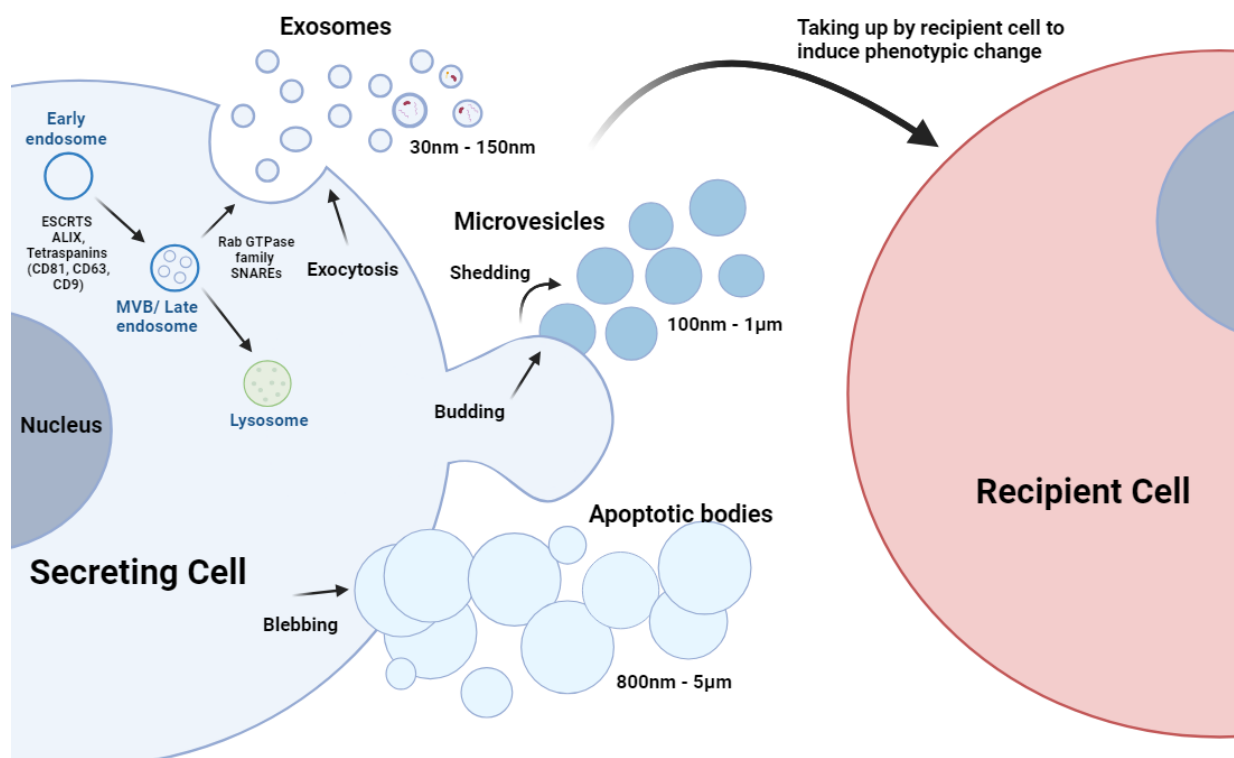 Exosomes
Taking up by recipient cell to
induce phenotypic change
Early
endosome
30nm - 150nm
ESCRTS
ALIX,
Tetraspanins
(CD81, CD63,
CD9)
Rab GTPase
family
SNAREs
Exocytosis
MVB/ Late
endosome
Microvesicles
Shedding
100nm - 1µm
Lysosome
Budding
Nucleus
Recipient Cell
Apoptotic bodies
Secreting Cell
Blebbing
800nm - 5µm